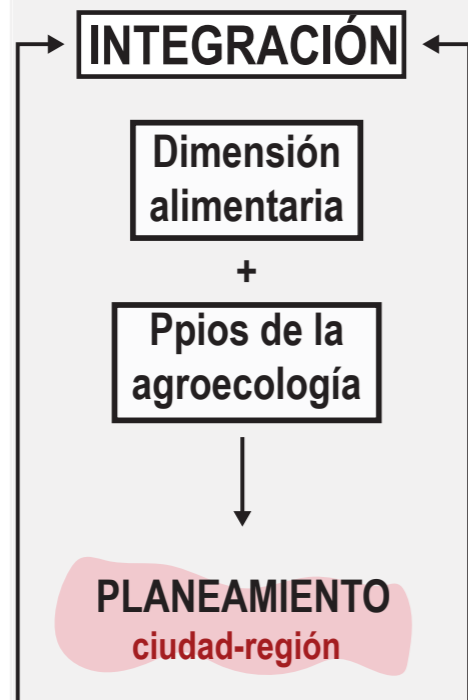 INTEGRACIÓN
Dimensión
alimentaria
+
Ppios de la
agroecología
PLANEAMIENTO
ciudad-región